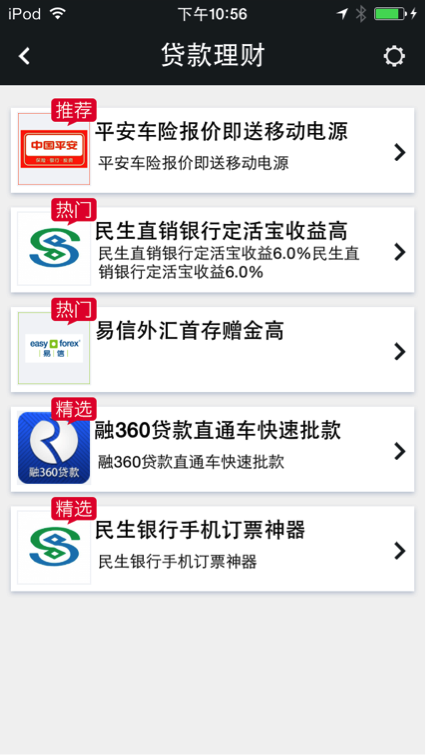 iPod 下午10:56
贷款理财
推荐
中国平安
保险·银行·投资
平安车险报价即送移动电源
平安车险报价即送移动电源
热门
民生直销银行定活宝收益高
民生直销银行定活宝收益6.0%民生直
销银行定活宝收益6.0%
热门
easy forex
易信
易信外汇首存赠金高
精选
融360贷款
融360贷款直通车快速批款
融360贷款直通车快速批款
精选
民生银行手机订票神器
民生银行手机订票神器